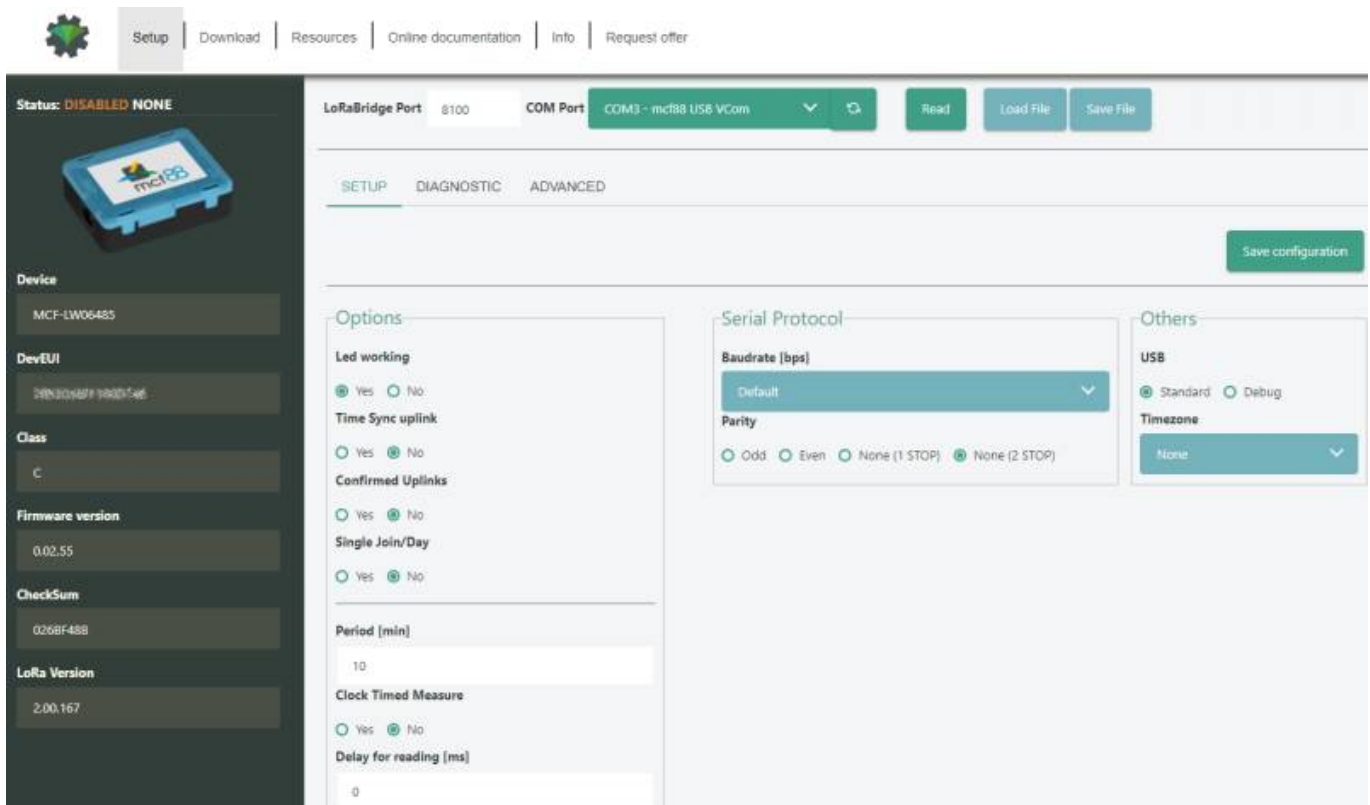 Setup
Download
Resources
Online documentation
Info
Request offer
Status: DISABLED NONE
mcf88
Device
MCF-LW06485
DevEUI
Class
C
Firmware version
0.02.55
CheckSum
026BF48B
LoRa Version
2.00.167
LoRaBridge Port 8100 COM Port COM3 - mcf88 USB VCom Read Load File Save File
SETUP DIAGNOSTIC ADVANCED
Save configuration
Options
Led working
Yes No
Time Sync uplink
Yes No
Confirmed Uplinks
Yes No
Single Join/Day
Yes No
Period [min]
10
Clock Timed Measure
Yes No
Delay for reading [ms]
0
Serial Protocol
Baudrate [bps]
Default
Parity
Odd Even None (1 STOP) None (2 STOP)
Others
USB
Standard Debug
Timezone
None